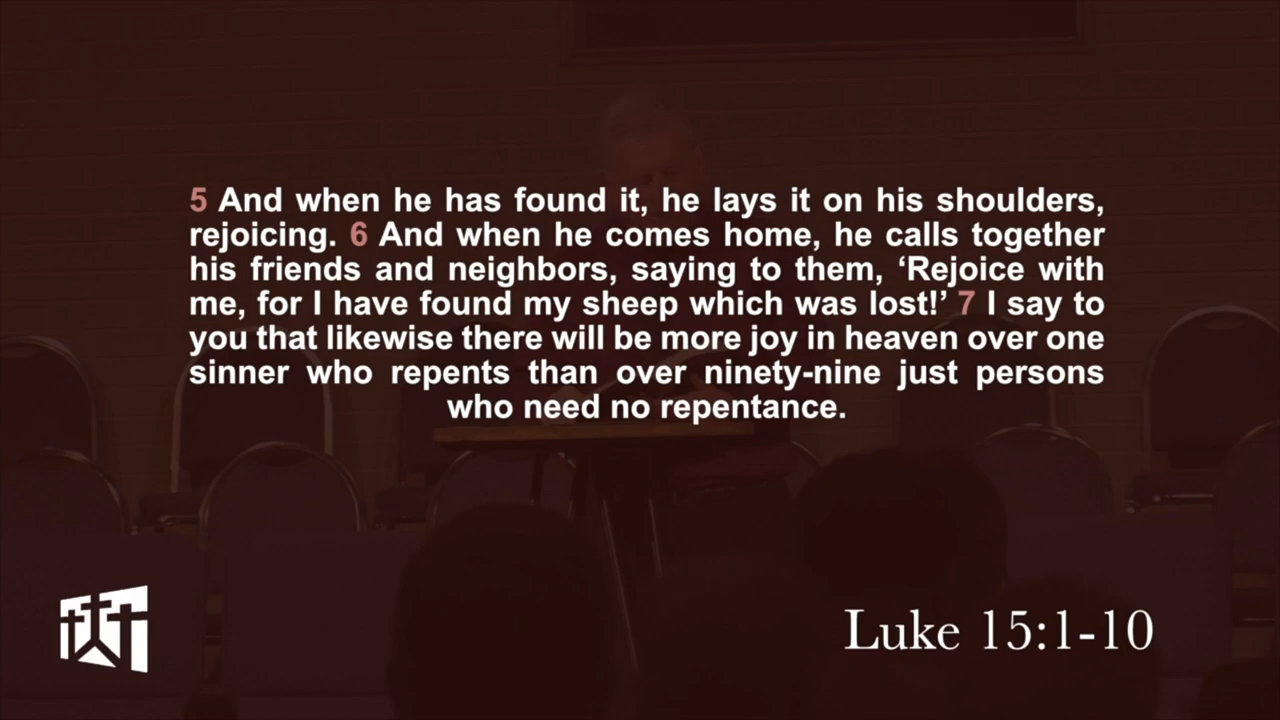 5 And when he has found it, he lays it on his shoulders,
rejoicing. 6 And when he comes home, he calls together
his friends and neighbors, saying to them, ‘Rejoice with
me, for I have found my sheep which was lost!’ 7 I say to
you that likewise there will be more joy in heaven over one
sinner who repents than over ninety-nine just persons
who need no repentance.
Luke 15:1-10